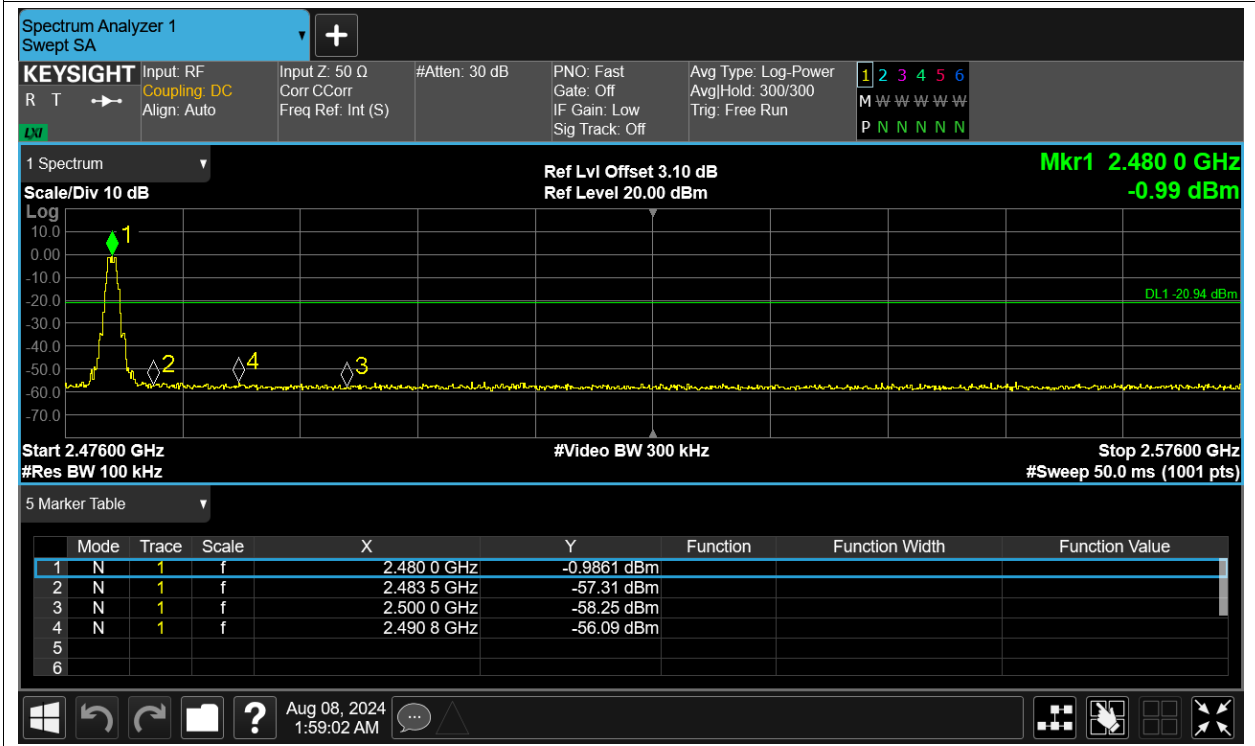 Spectrum Analyzer 1
Swept SA
+
KEYSIGHT Input: RF Input Z: 50 Ω #Atten: 30 dB PNO: Fast Avg Type: Log-Power 1 2 3 4 5 6
R T Coupling: DC Corr CCorr Gate: Off Avg|Hold: 300/300 M W W W W W
Align: Auto Freq Ref: Int (S) IF Gain: Low Trig: Free Run
LXI Sig Track: Off P N N N N N
1 Spectrum Ref Lvl Offset 3.10 dB Mkr1 2.480 0 GHz
Scale/Div 10 dB Ref Level 20.00 dBm -0.99 dBm
Log
10.0 1
0.00
-10.0
-20.0 DL1 -20.94 dBm
-30.0
-40.0
-50.0 2 4 3
-60.0
-70.0
Start 2.47600 GHz #Video BW 300 kHz Stop 2.57600 GHz
#Res BW 100 kHz #Sweep 50.0 ms (1001 pts)
5 Marker Table
Mode Trace Scale X Y Function Function Width Function Value
1 N 1 f 2.480 0 GHz -0.9861 dBm
2 N 1 f 2.483 5 GHz -57.31 dBm
3 N 1 f 2.500 0 GHz -58.25 dBm
4 N 1 f 2.490 8 GHz -56.09 dBm
5
6
? Aug 08, 2024
1:59:02 AM